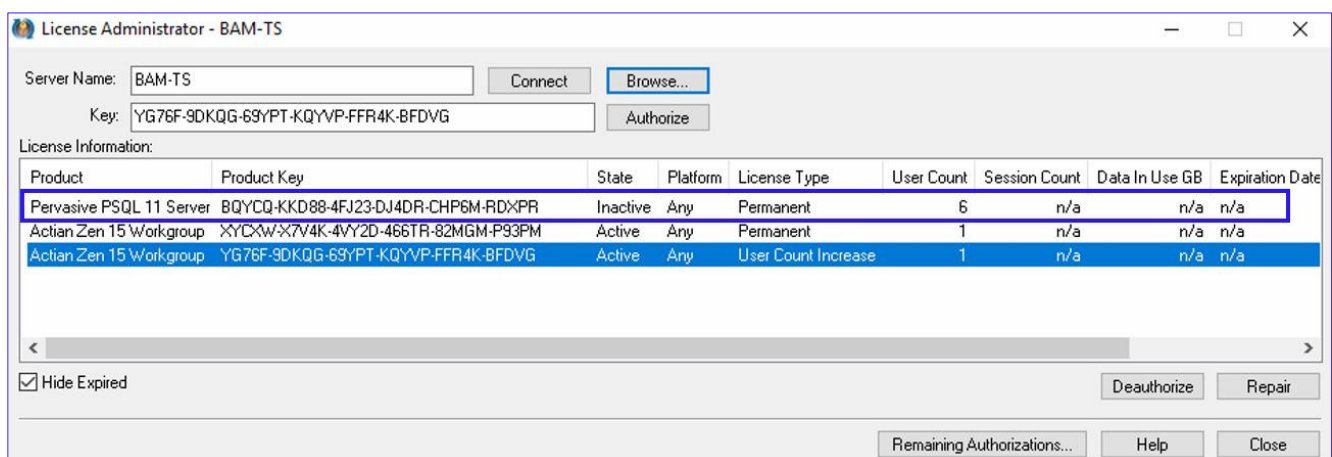 License Administrator - BAM-TS
Server Name: BAM-TS Connect Browse...
Key: YG76F-9DKQG-69YPT-KQYVP-FFR4K-BFDVG Authorize
License Information:
Product Product Key State Platform License Type User Count Session Count Data In Use GB Expiration Date
Pervasive PSQL 11 Server BQYCQ-KKD88-4FJ23-DJ4DR-CHP6M-RDXPR Inactive Any Permanent 6 n/a n/a n/a
Actian Zen 15 Workgroup XYCXW-X7V4K-4VY2D-466TR-82MGM-P93PM Active Any Permanent 1 n/a n/a n/a
Actian Zen 15 Workgroup YG76F-9DKQG-69YPT-KQYVP-FFR4K-BFDVG Active Any User Count Increase 1 n/a n/a n/a
Hide Expired Deauthorize Repair
Remaining Authorizations... Help Close